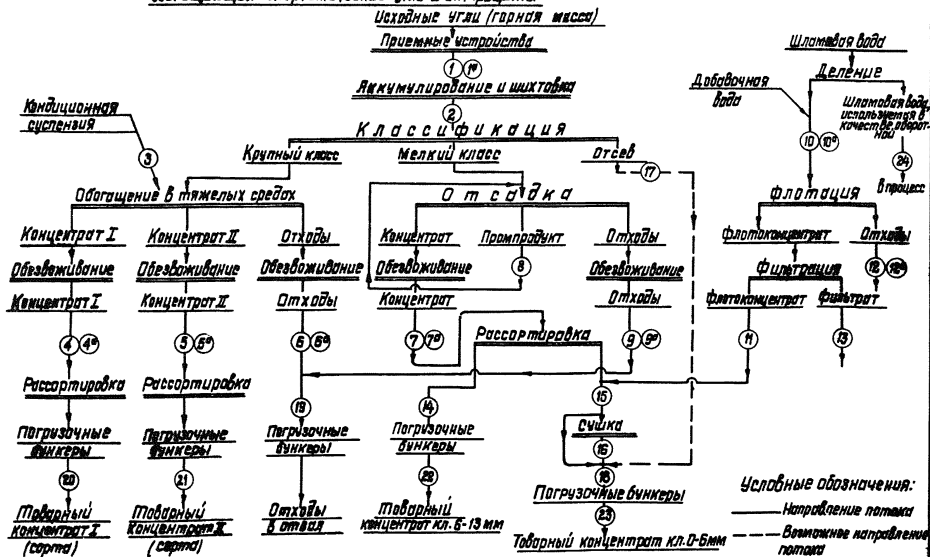 Исходные угли (горная масса)
Приемные устройства
1 1а
Аккумулирование и шихтовка
2
Классификация
Крупный класс
Мелкий класс
Отсев
17
Кондиционная
суспензия
3
Обогащение в тяжелых средах
Отсадка
Концентрат I
Концентрат II
Отходы
Концентрат
Промпродукт
Отходы
Обезвоживание
Обезвоживание
Обезвоживание
Обезвоживание
8
Обезвоживание
Концентрат I
Концентрат II
Отходы
Концентрат
Отходы
4 4а
5 5а
6 6а
7 7а
Рассортировка
9 9а
Рассортировка
Рассортировка
19
14
15
Сушка
16
18
Погрузочные
бункеры
Погрузочные
бункеры
Погрузочные
бункеры
Погрузочные
бункеры
Погрузочные бункеры
20
21
22
23
Товарный
концентрат I
(сорта)
Товарный
концентрат II
(сорта)
Отходы
в отвал
Товарный
концентрат кл. 6-13 мм
Товарный концентрат кл. 0-6мм
Шламовая вода
Деление
Добавочная
вода
Шламовая вода,
используемая в
качестве оборот-
ной
10 10а
24
в процесс
Флотация
Флотоконцентрат
Отходы
12 12а
Фильтрация
Флотоконцентрат
Фильтрат
11
13
Условные обозначения:
Направление потока
Возможное направление
потока